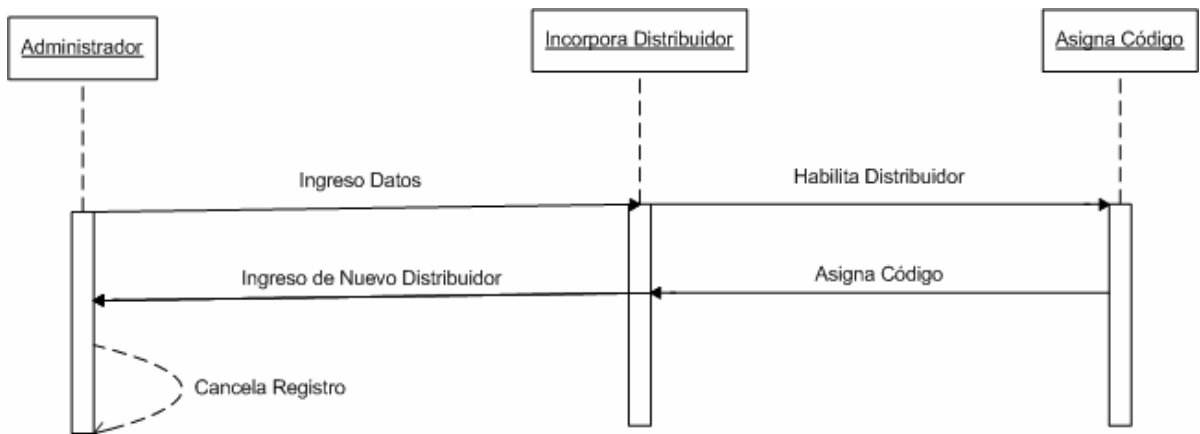 Administrador
Incorpora Distribuidor
Asigna Código
Ingreso Datos
Habilita Distribuidor
Ingreso de Nuevo Distribuidor
Asigna Código
Cancela Registro